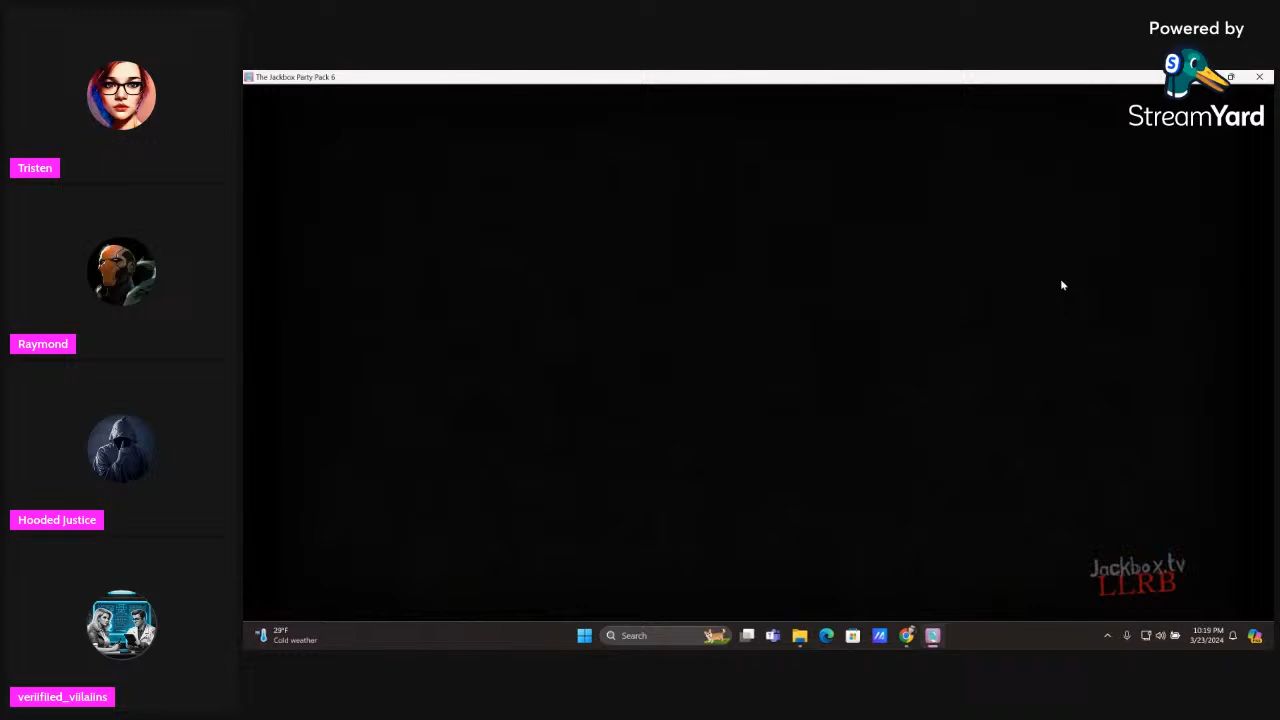 Powered by
StreamYard
The Jackbox Party Pack 6
Tristen
Raymond
Hooded Justice
veriifiied_viilaiins
Jackbox.tv
LLRB
29°F
Cold weather
Search
10:19 PM
3/23/2024